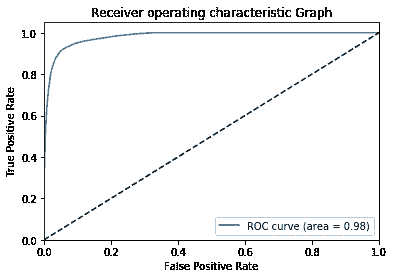 Receiver operating characteristic Graph
True Positive Rate
1.0
0.8
0.6
0.4
0.2
0.0
ROC curve (area = 0.98)
0.0 0.2 0.4 0.6 0.8 1.0
False Positive Rate